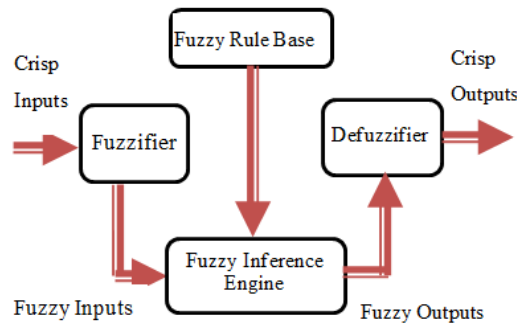 Fuzzy Rule Base
Crisp
Inputs
Crisp
Outputs
Fuzzifier
Defuzzifier
Fuzzy Inference
Engine
Fuzzy Inputs
Fuzzy Outputs